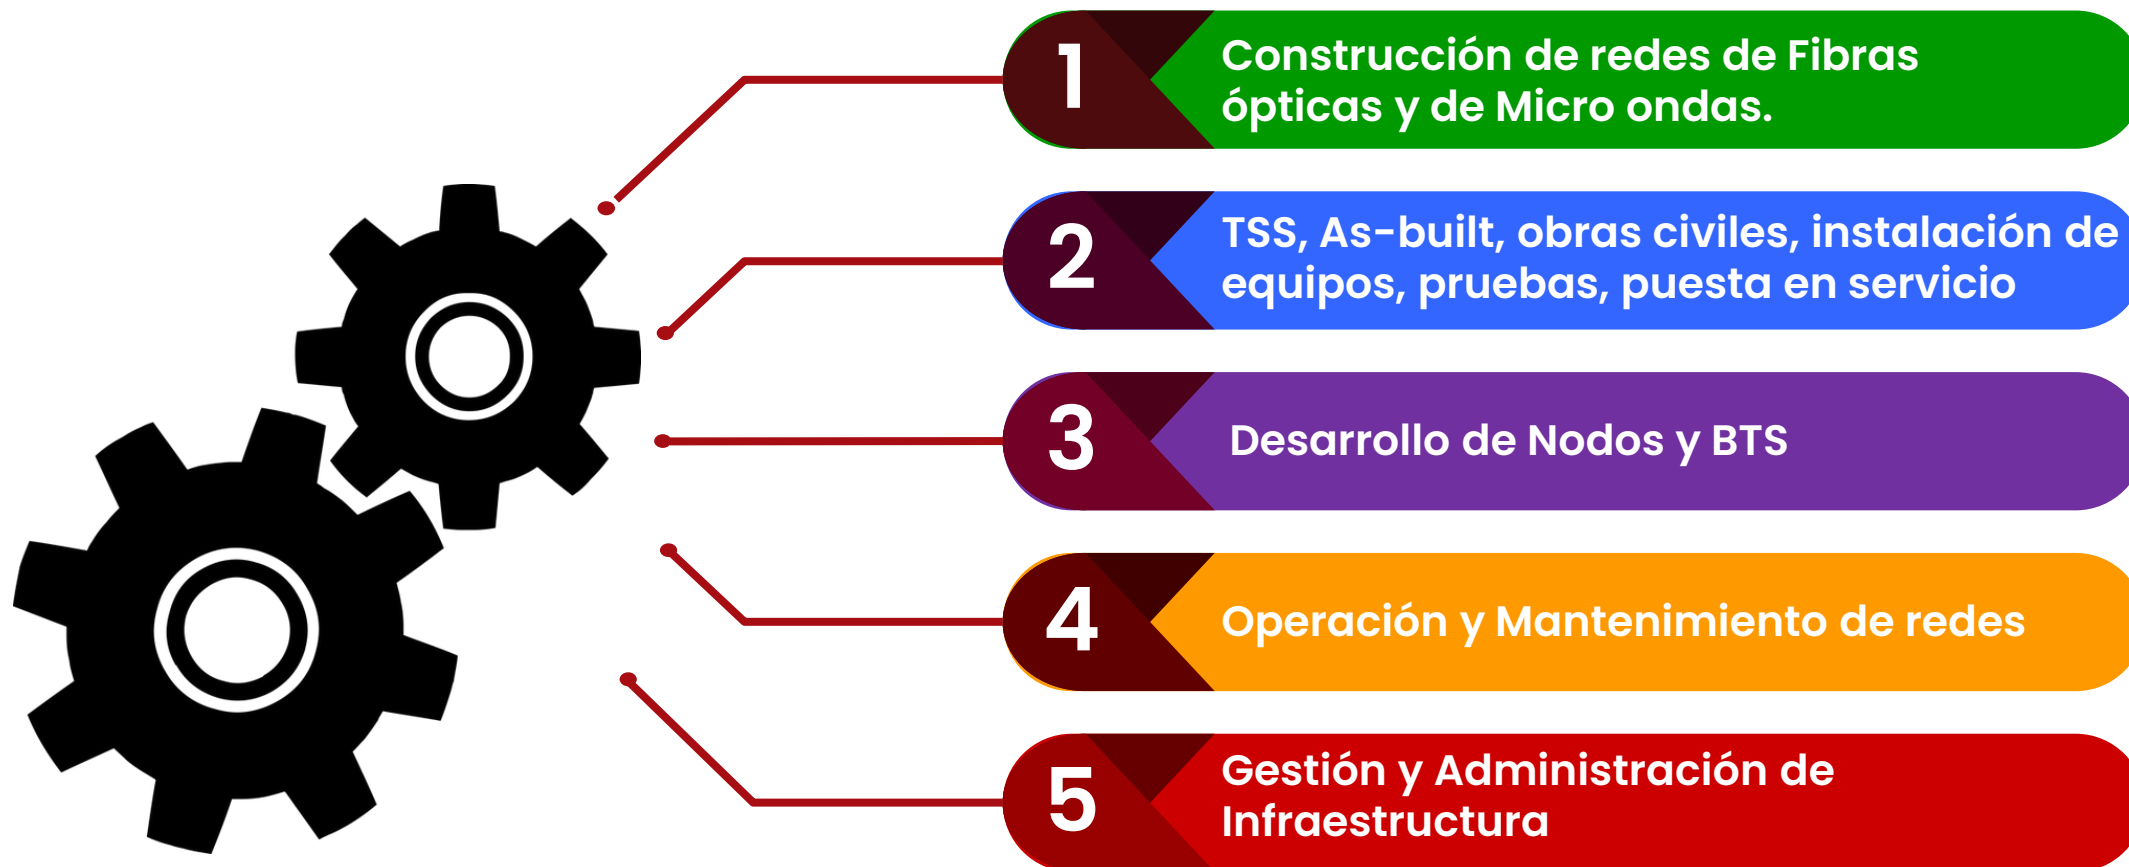 1
Construcción de redes de Fibras
ópticas y de Micro ondas.
2
TSS, As-built, obras civiles, instalación de
equipos, pruebas, puesta en servicio
3
Desarrollo de Nodos y BTS
4
Operación y Mantenimiento de redes
5
Gestión y Administración de
Infraestructura